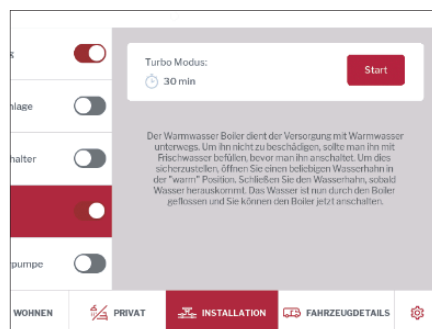 g
Turbo Modus:
30 min
Start
nlage
halter
pumpe
Der Warmwasser Boiler dient der Versorgung mit Warmwasser
unterwegs. Um ihn nicht zu beschädigen, sollte man ihn mit
Frischwasser befüllen, bevor man ihn anschaltet. Um dies
sicherzustellen, öffnen Sie einen beliebigen Wasserhahn in
der "warm" Position. Schließen Sie den Wasserhahn, sobald
Wasser herauskommt. Das Wasser ist nun durch den Boiler
geflossen und Sie können den Boiler jetzt anschalten.
WOHNEN
PRIVAT
INSTALLATION
FAHRZEUGDETAILS